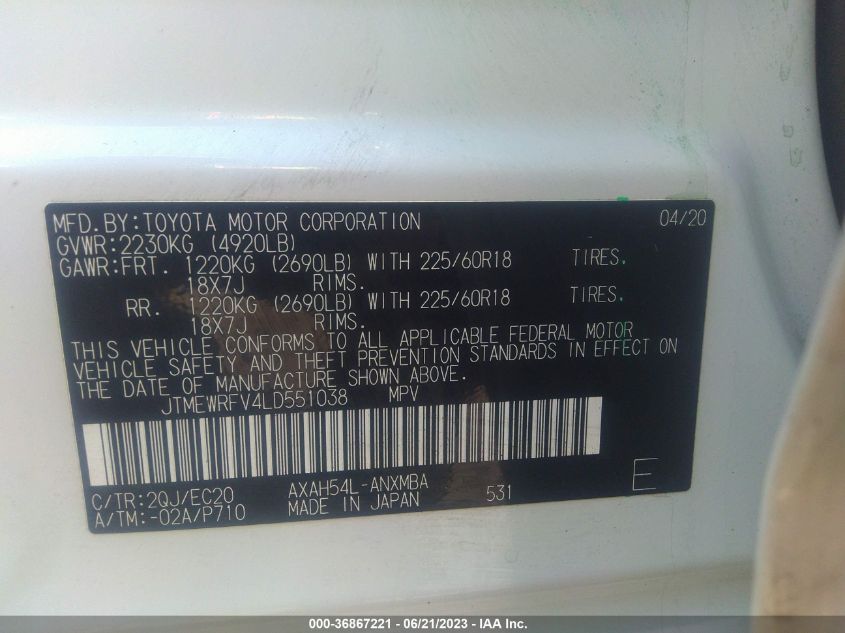 MFD.BY:TOYOTA MOTOR CORPORATION 04/20
GVWR:2230KG (4920LB)
GAWR:FRT. 1220KG (2690LB) WITH 225/60R18 TIRES.
18X7J RIMS.
RR. 1220KG (2690LB) WITH 225/60R18 TIRES.
18X7J RIMS.
THIS VEHICLE CONFORMS TO ALL APPLICABLE FEDERAL MOTOR
VEHICLE SAFETY AND THEFT PREVENTION STANDARDS IN EFFECT ON
THE DATE OF MANUFACTURE SHOWN ABOVE.
JTMEWRFV4LD551038 MPV
C/TR:2QJ/EC20 AXAH54L-ANXMBA E
A/TM:-02A/P710 MADE IN JAPAN 531
000-36867221 - 06/21/2023 - IAA Inc.